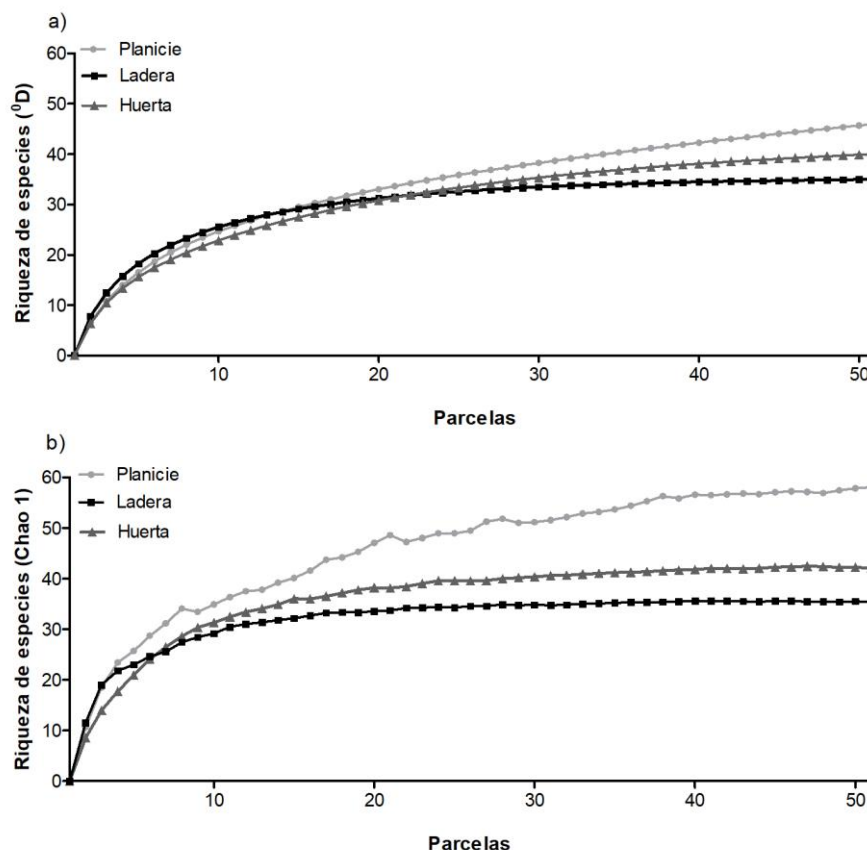 a)
Riqueza de especies (⁰D)
60
50
40
30
20
10
0
Planicie
Ladera
Huerta
10 20 30 40 50
Parcelas
b)
Riqueza de especies (Chao 1)
60
50
40
30
20
10
0
Planicie
Ladera
Huerta
10 20 30 40 50
Parcelas